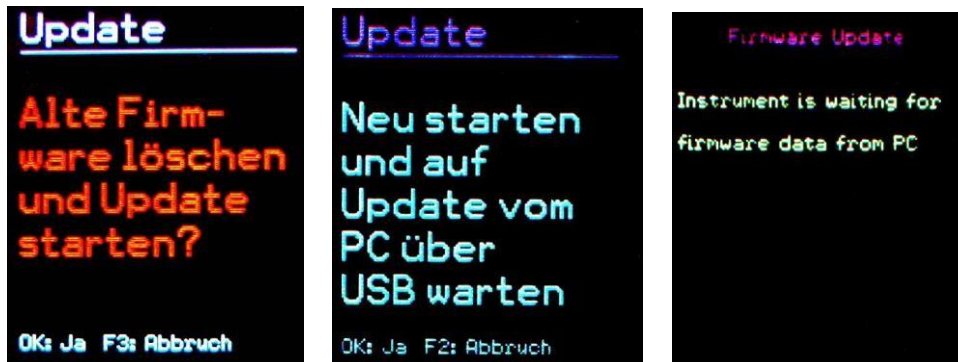 Update
Alte Firm-
ware löschen
und Update
starten?
OK: Ja F3: Abbruch
Update
Neu starten
und auf
Update vom
PC über
USB warten
OK: Ja F2: Abbruch
Firmware Update
Instrument is waiting for
firmware data from PC